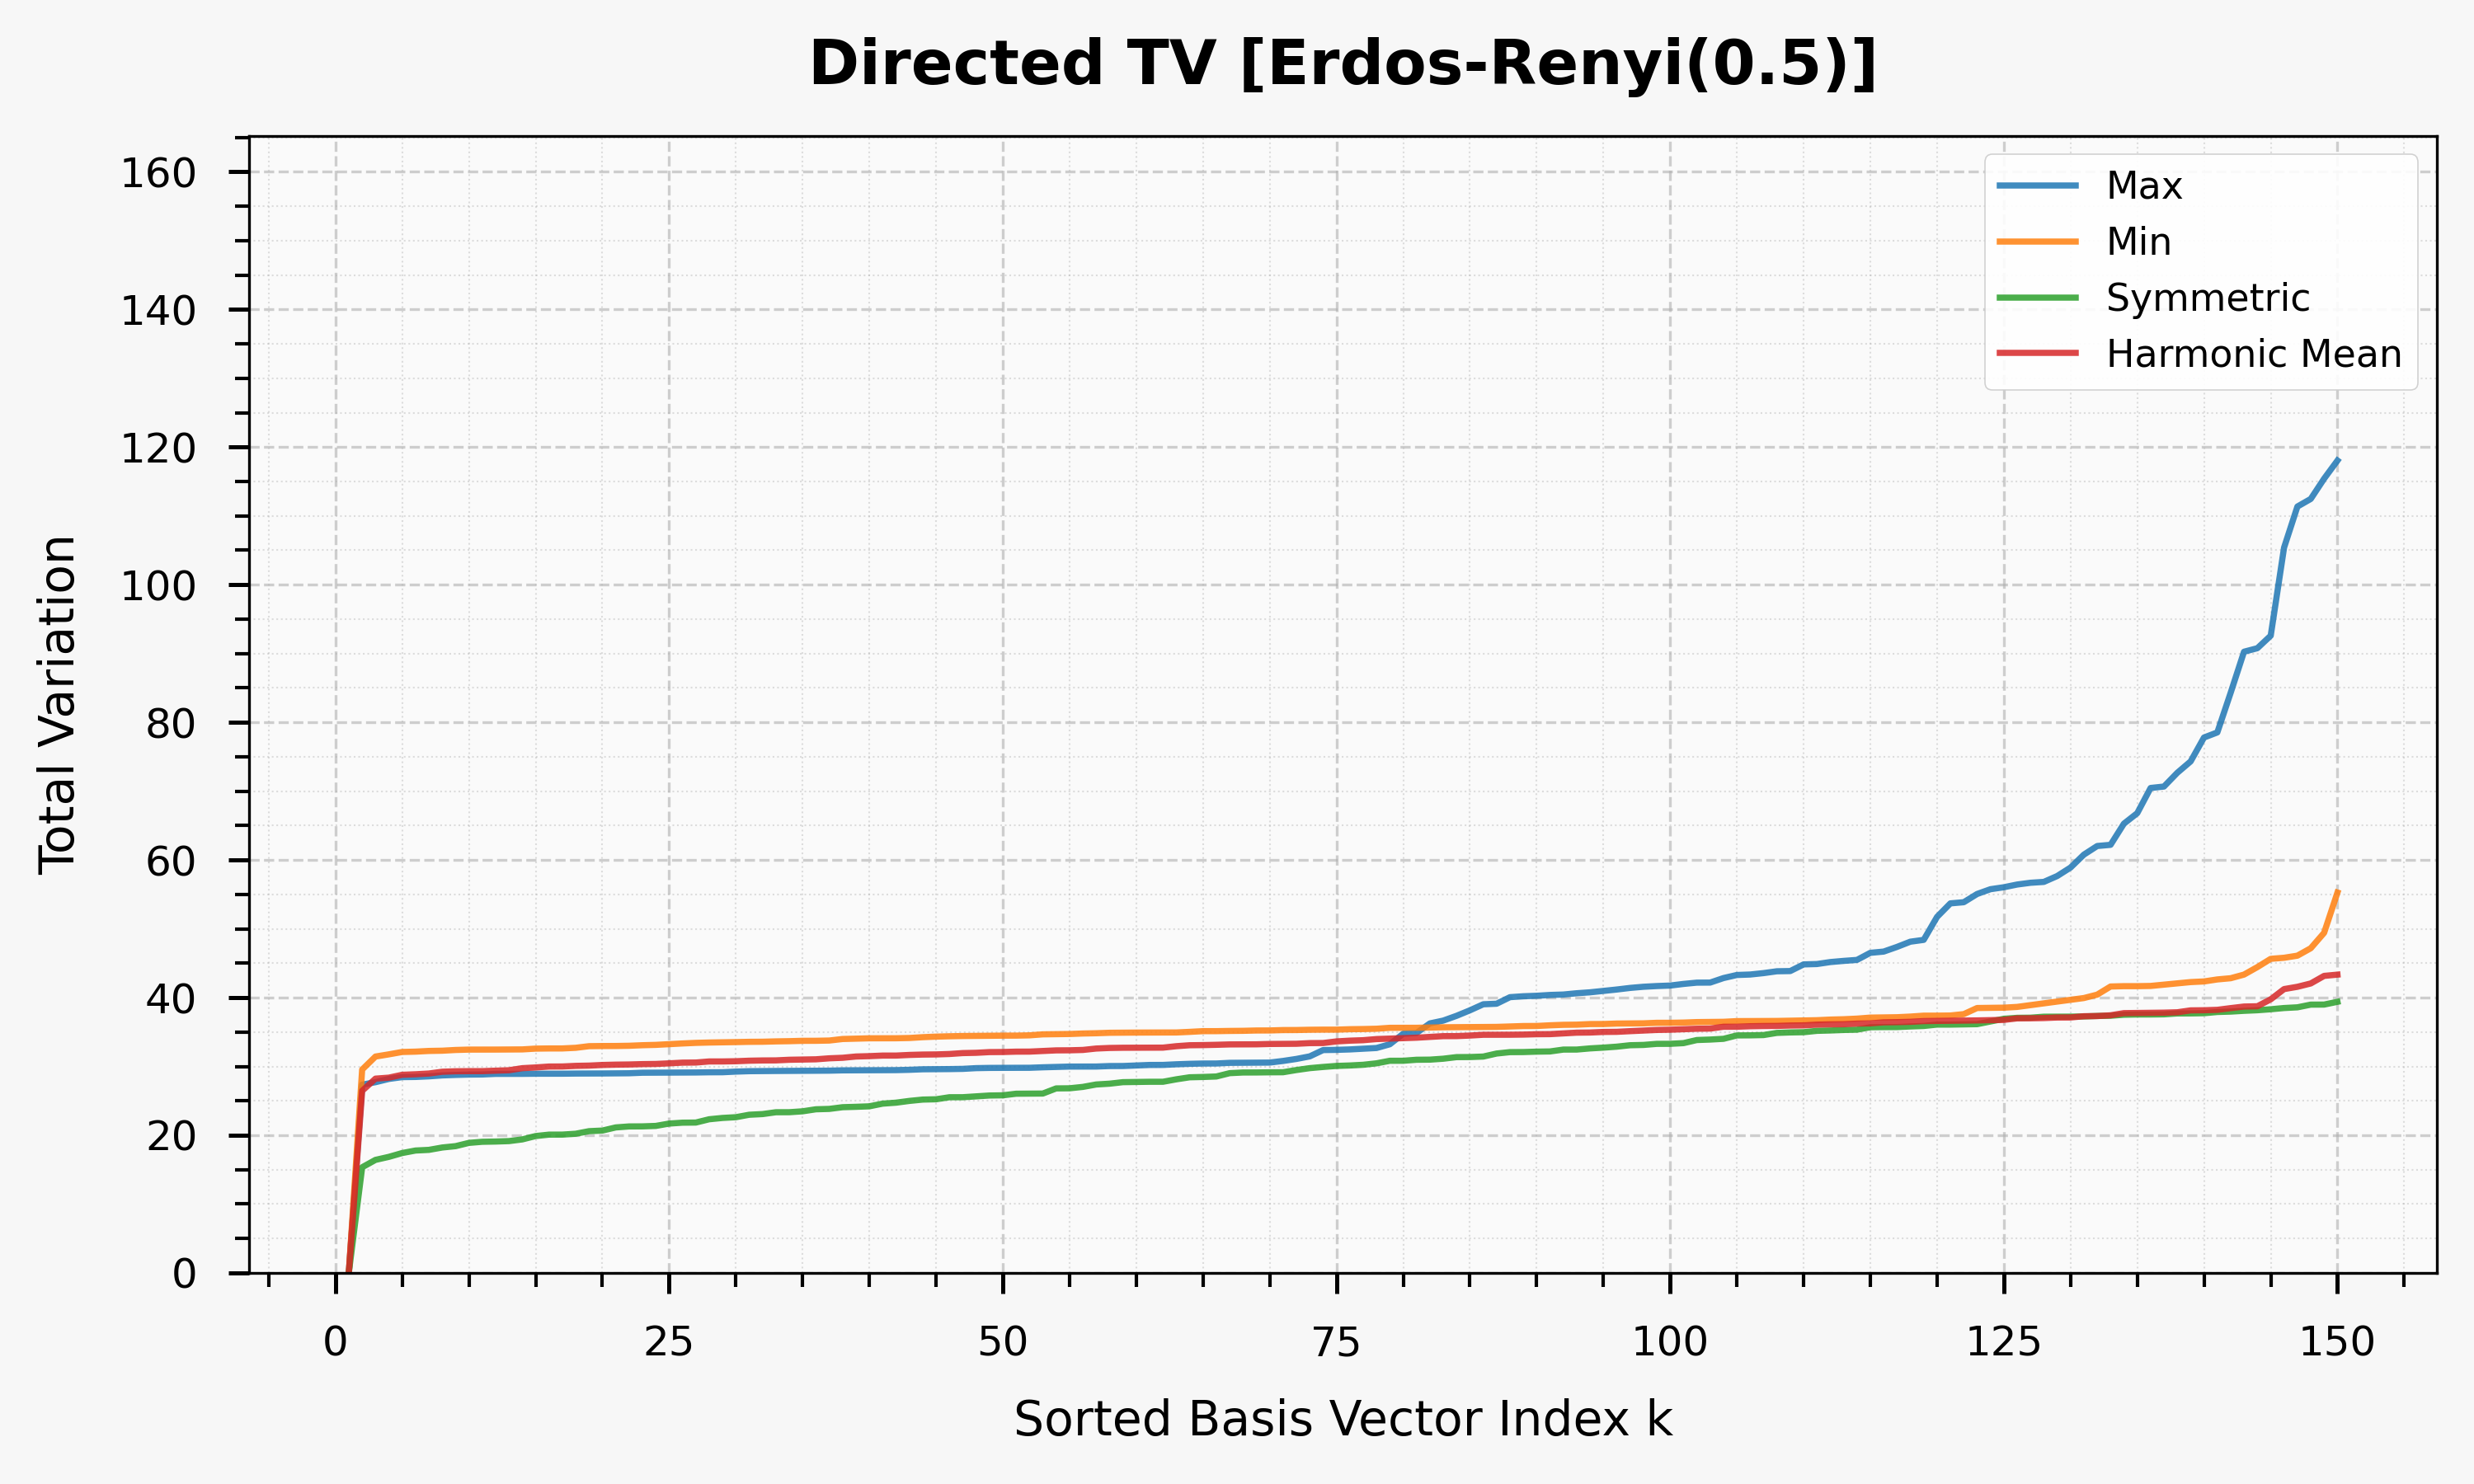 Directed TV [Erdos-Renyi(0.5)]
Total Variation
160
140
120
100
80
60
40
20
0
Max
Min
Symmetric
Harmonic Mean
0 25 50 75 100 125 150
Sorted Basis Vector Index k